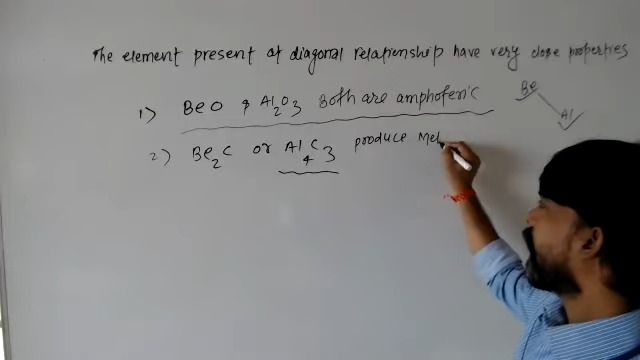 The element present at diagonal relationship have very close properties
1) BeO & Al2O3 Both are amphoteric
Be
Al
2) Be2C or Al4C3 produce Met